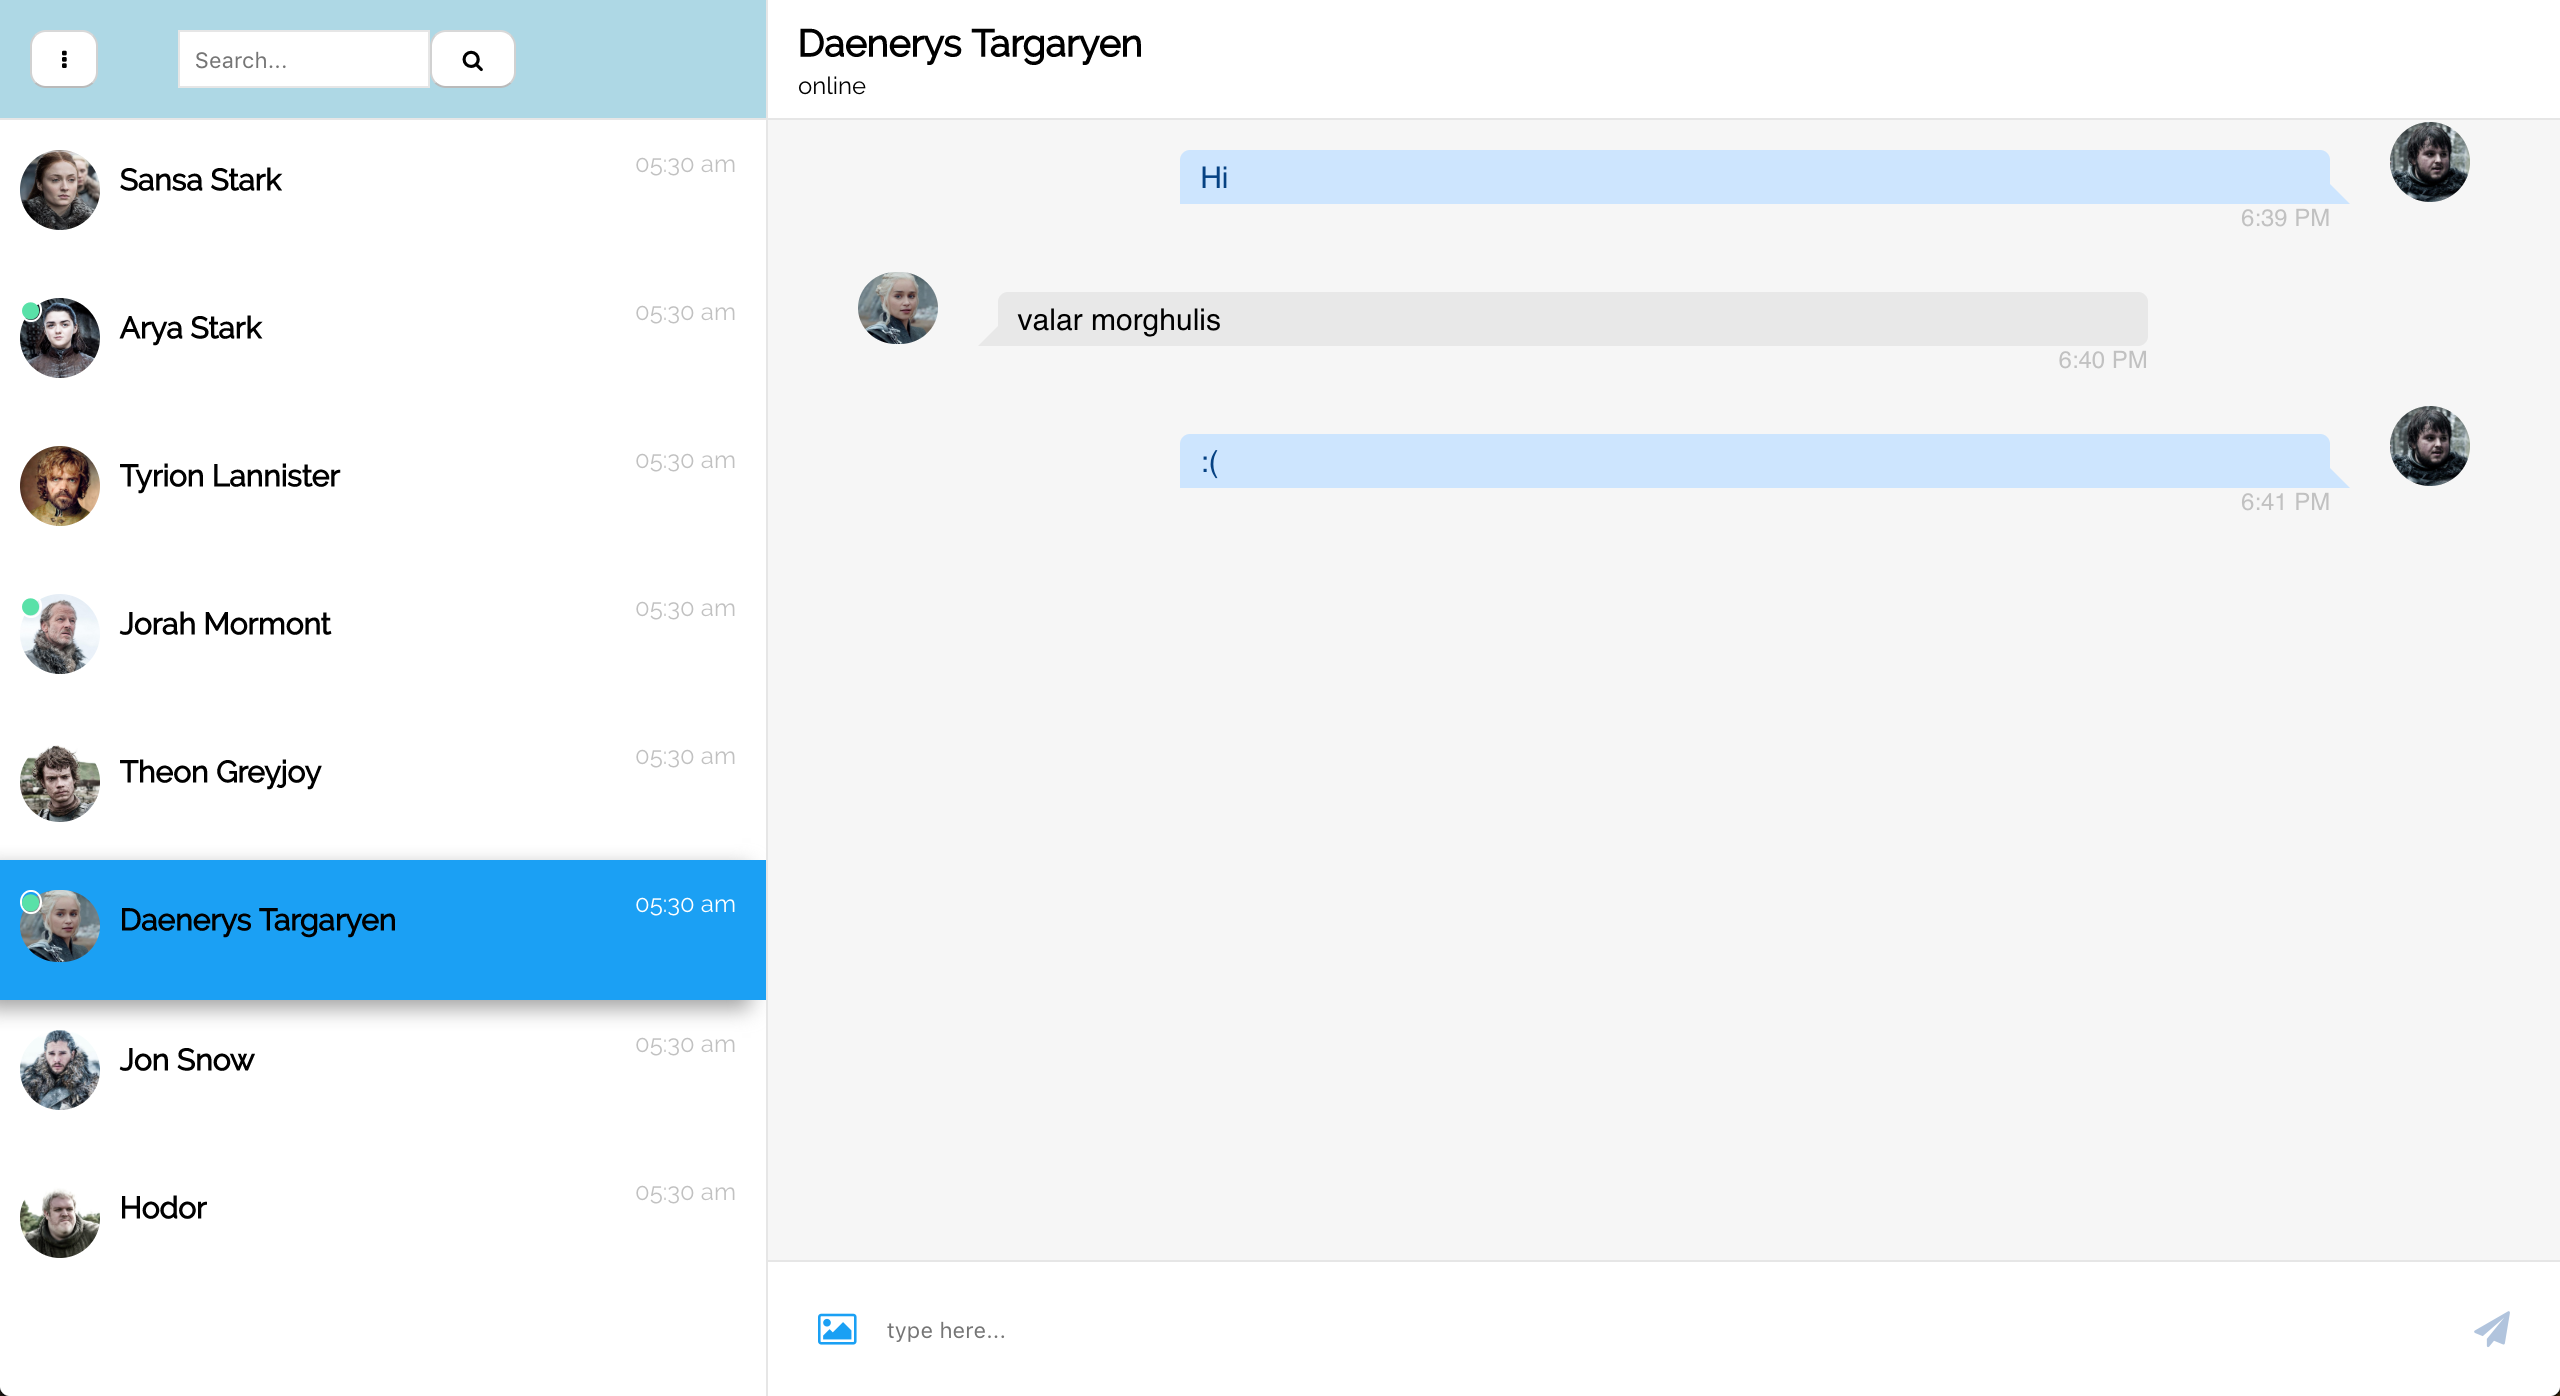 Search...
Sansa Stark
05:30 am
Arya Stark
05:30 am
Tyrion Lannister
05:30 am
Jorah Mormont
05:30 am
Theon Greyjoy
05:30 am
Daenerys Targaryen
05:30 am
Jon Snow
05:30 am
Hodor
05:30 am
Daenerys Targaryen
online
Hi
6:39 PM
valar morghulis
6:40 PM
:(
6:41 PM
type here...